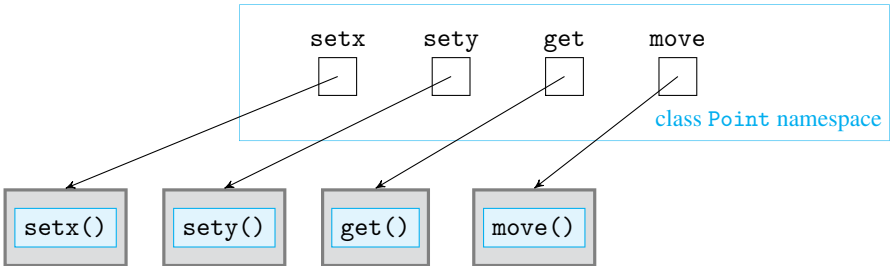 setx sety get move
class Point namespace
setx() sety() get() move()